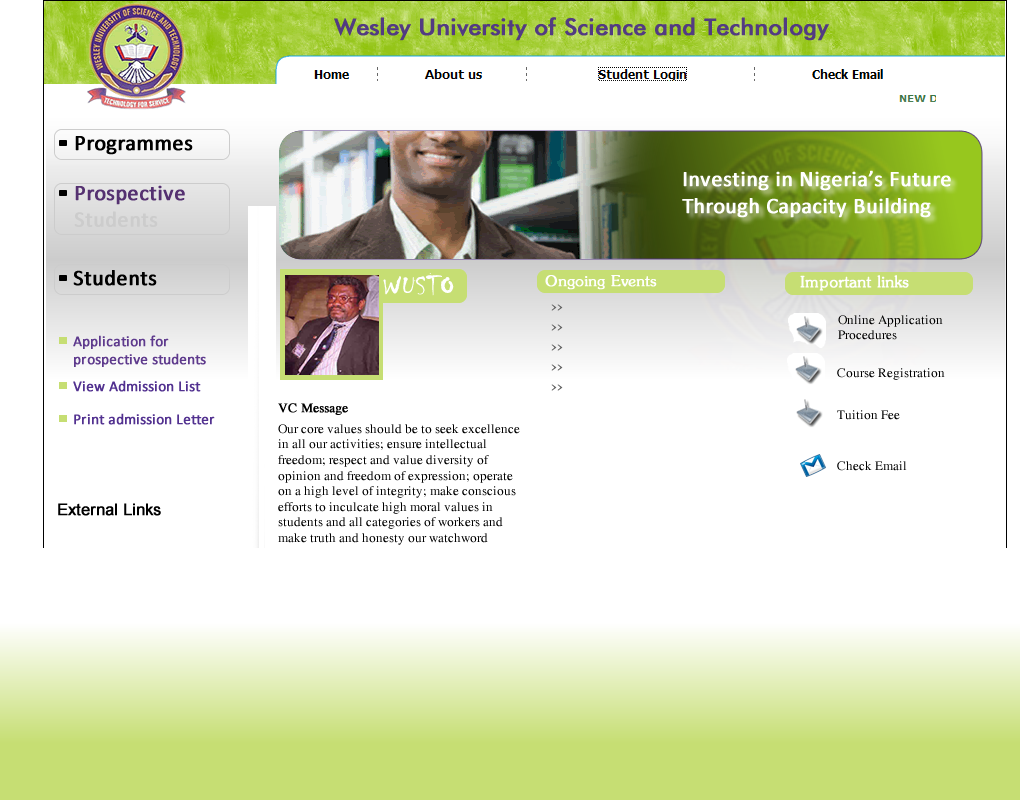 WESLEY UNIVERSITY OF SCIENCE AND TECHNOLOGY
TECHNOLOGY FOR SERVICE
Wesley University of Science and Technology
Home
About us
Student Login
Check Email
NEW D
Programmes
Prospective
Students
Students
Application for
prospective students
View Admission List
Print admission Letter
External Links
Investing in Nigeria's Future
Through Capacity Building
WUSTO
VC Message
Our core values should be to seek excellence
in all our activities; ensure intellectual
freedom; respect and value diversity of
opinion and freedom of expression; operate
on a high level of integrity; make conscious
efforts to inculcate high moral values in
students and all categories of workers and
make truth and honesty our watchword
Ongoing Events
>>
>>
>>
>>
>>
Important links
Online Application
Procedures
Course Registration
Tuition Fee
Check Email